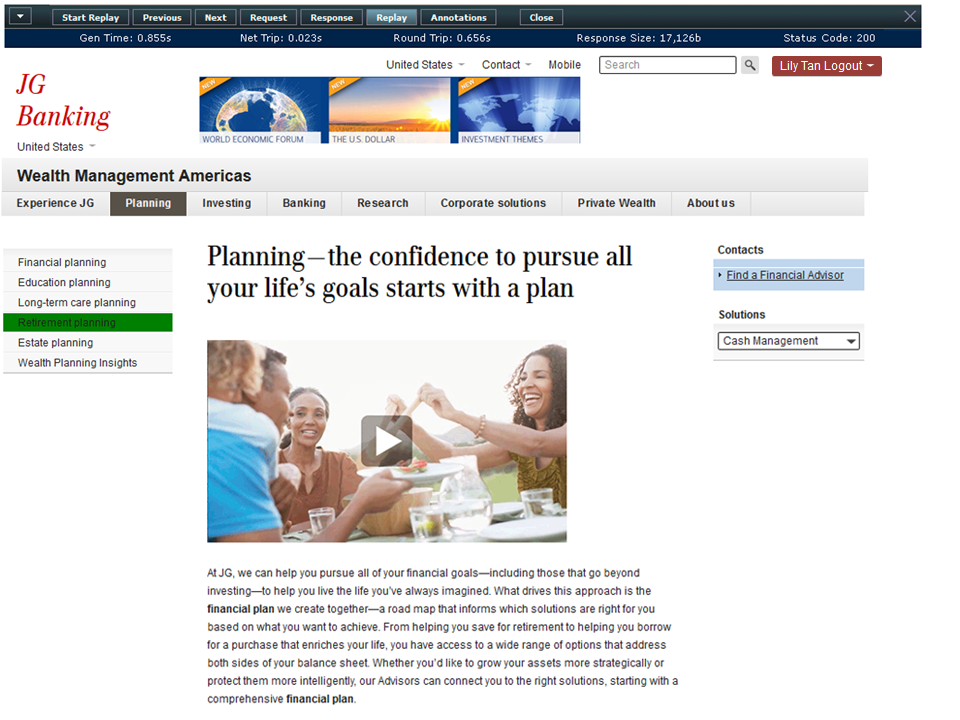 Start Replay Previous Next Request Response Replay Annotations Close
Gen Time: 0.855s Net Trip: 0.023s Round Trip: 0.656s Response Size: 17,126b Status Code: 200
United States Contact Mobile Search Lily Tan Logout
JG
Banking
United States
NEW NEW NEW
WORLD ECONOMIC FORUM THE U.S. DOLLAR INVESTMENT THEMES
Wealth Management Americas
Experience JG Planning Investing Banking Research Corporate solutions Private Wealth About us
Financial planning
Education planning
Long-term care planning
Retirement planning
Estate planning
Wealth Planning Insights
Planning—the confidence to pursue all
your life's goals starts with a plan
At JG, we can help you pursue all of your financial goals—including those that go beyond
investing—to help you live the life you've always imagined. What drives this approach is the
financial plan we create together—a road map that informs which solutions are right for you
based on what you want to achieve. From helping you save for retirement to helping you borrow
for a purchase that enriches your life, you have access to a wide range of options that address
both sides of your balance sheet. Whether you'd like to grow your assets more strategically or
protect them more intelligently, our Advisors can connect you to the right solutions, starting with a
comprehensive financial plan.
Contacts
Find a Financial Advisor
Solutions
Cash Management